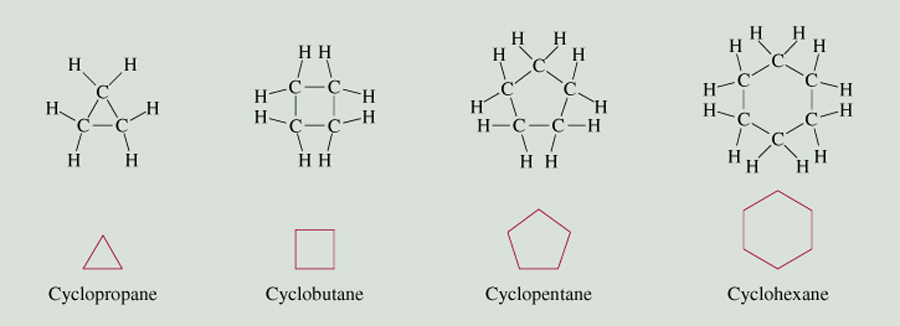 H H H H H H H H H
H C H H C C H H C H H C H
H C C H H C C H H C C H H C C H
H H H H H C C H H C C H
H H H C H
H H
Cyclopropane Cyclobutane Cyclopentane Cyclohexane